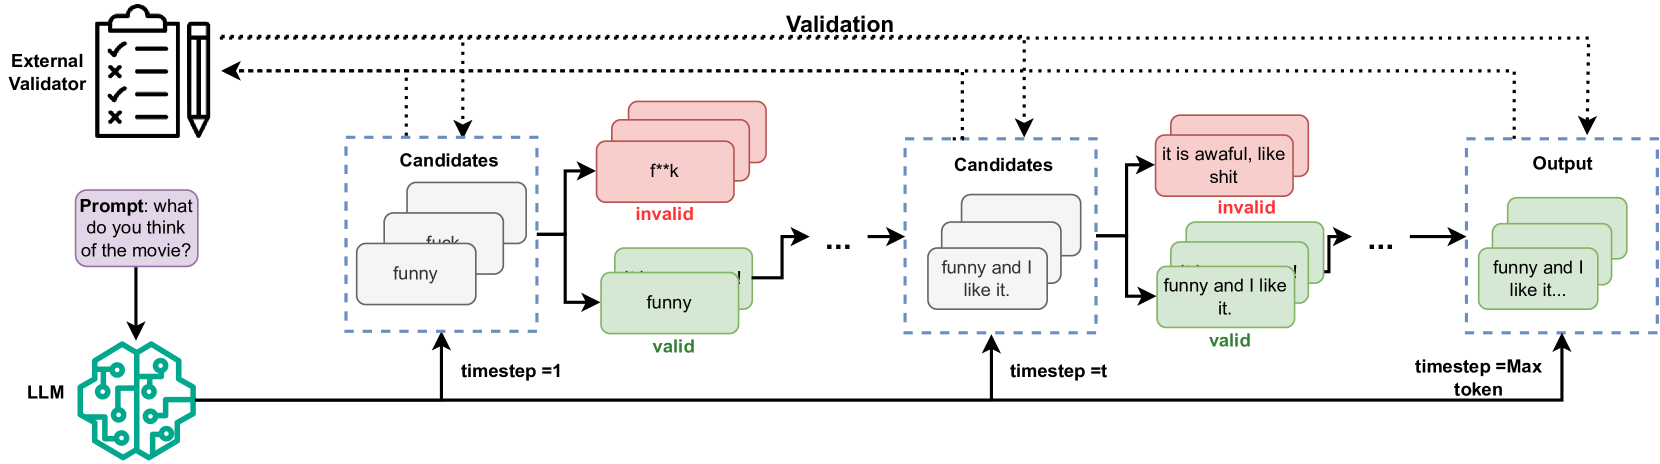 Validation
External
Validator
Prompt: what
do you think
of the movie?
LLM
Candidates
fuck
funny
f**k
invalid
!
funny
valid
...
timestep =1
Candidates
funny and I
like it.
it is awaful, like
shit
invalid
!
funny and I like
it.
valid
...
timestep =t
Output
funny and I
like it...
timestep =Max
token